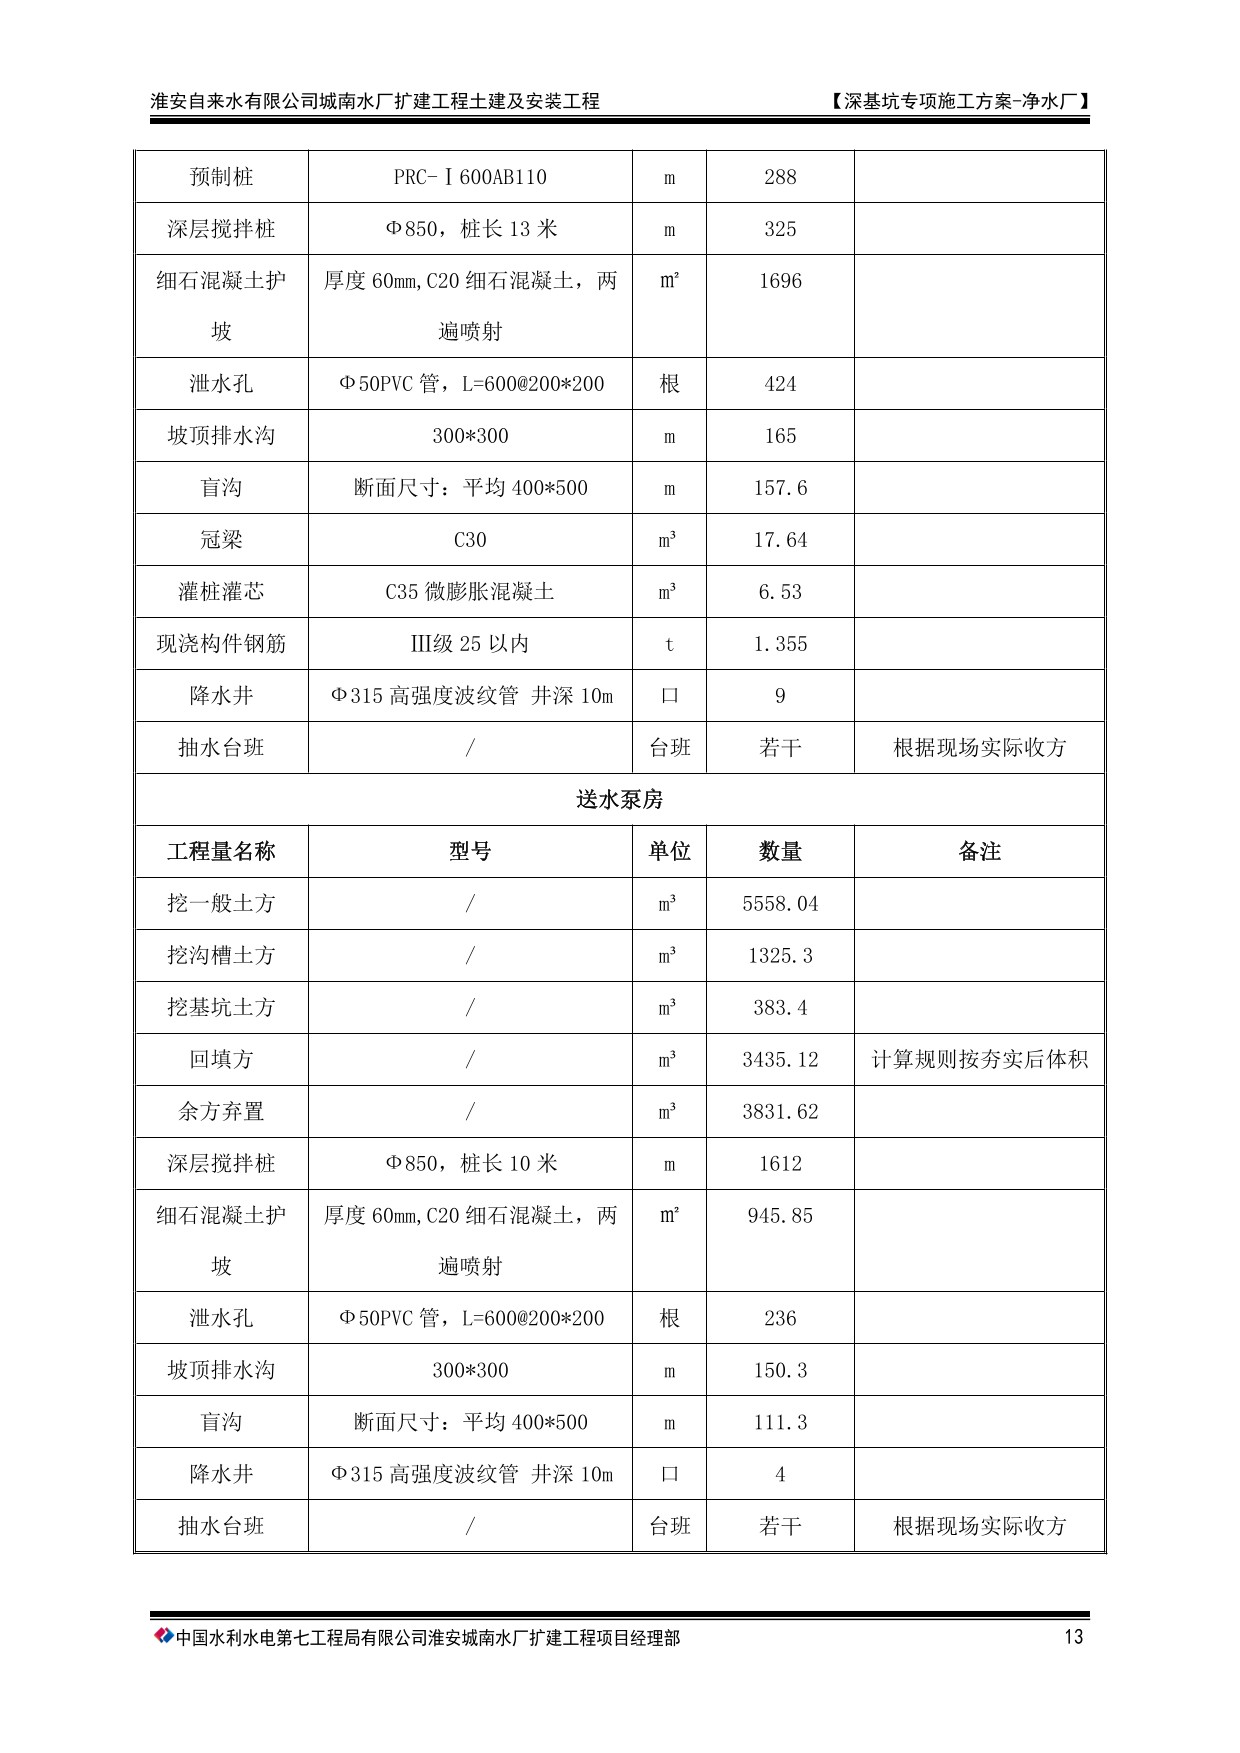 淮安自来水有限公司城南水厂扩建工程土建及安装工程 【深基坑专项施工方案-净水厂】
预制桩 PRC-Ⅰ600AB110 m 288
深层搅拌桩 Φ850，桩长 13 米 m 325
细石混凝土护 厚度 60mm,C20 细石混凝土，两 m² 1696
坡 遍喷射
泄水孔 Φ50PVC 管，L=600@200*200 根 424
坡顶排水沟 300*300 m 165
盲沟 断面尺寸：平均 400*500 m 157.6
冠梁 C30 m³ 17.64
灌桩灌芯 C35 微膨胀混凝土 m³ 6.53
现浇构件钢筋 Ⅲ级 25 以内 t 1.355
降水井 Φ315 高强度波纹管 井深 10m 口 9
抽水台班 / 台班 若干 根据现场实际收方
送水泵房
工程量名称 型号 单位 数量 备注
挖一般土方 / m³ 5558.04
挖沟槽土方 / m³ 1325.3
挖基坑土方 / m³ 383.4
回填方 / m³ 3435.12 计算规则按夯实后体积
余方弃置 / m³ 3831.62
深层搅拌桩 Φ850，桩长 10 米 m 1612
细石混凝土护 厚度 60mm,C20 细石混凝土，两 m² 945.85
坡 遍喷射
泄水孔 Φ50PVC 管，L=600@200*200 根 236
坡顶排水沟 300*300 m 150.3
盲沟 断面尺寸：平均 400*500 m 111.3
降水井 Φ315 高强度波纹管 井深 10m 口 4
抽水台班 / 台班 若干 根据现场实际收方
中国水利水电第七工程局有限公司淮安城南水厂扩建工程项目经理部 13